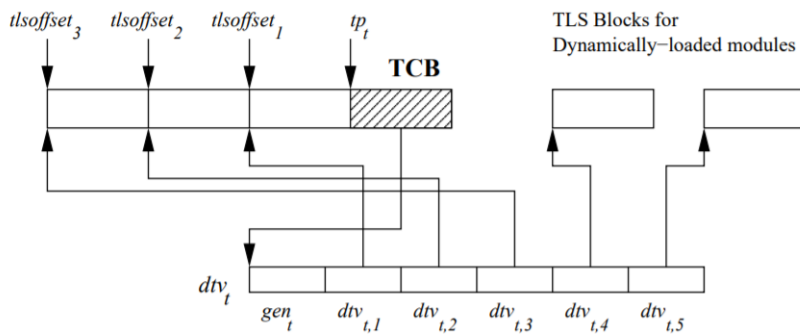 tlsoffset₃ tlsoffset₂ tlsoffset₁ tpₜ
TLS Blocks for
Dynamically−loaded modules
TCB
dtvₜ
genₜ dtvₜ,₁ dtvₜ,₂ dtvₜ,₃ dtvₜ,₄ dtvₜ,₅